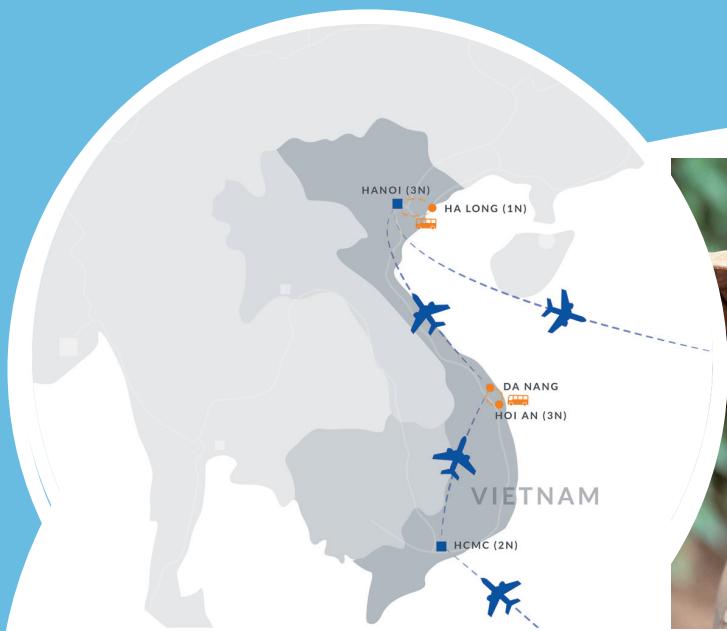 HANOI (3N)
HA LONG (1N)
DA NANG
HOI AN (3N)
VIETNAM
HCMC (2N)